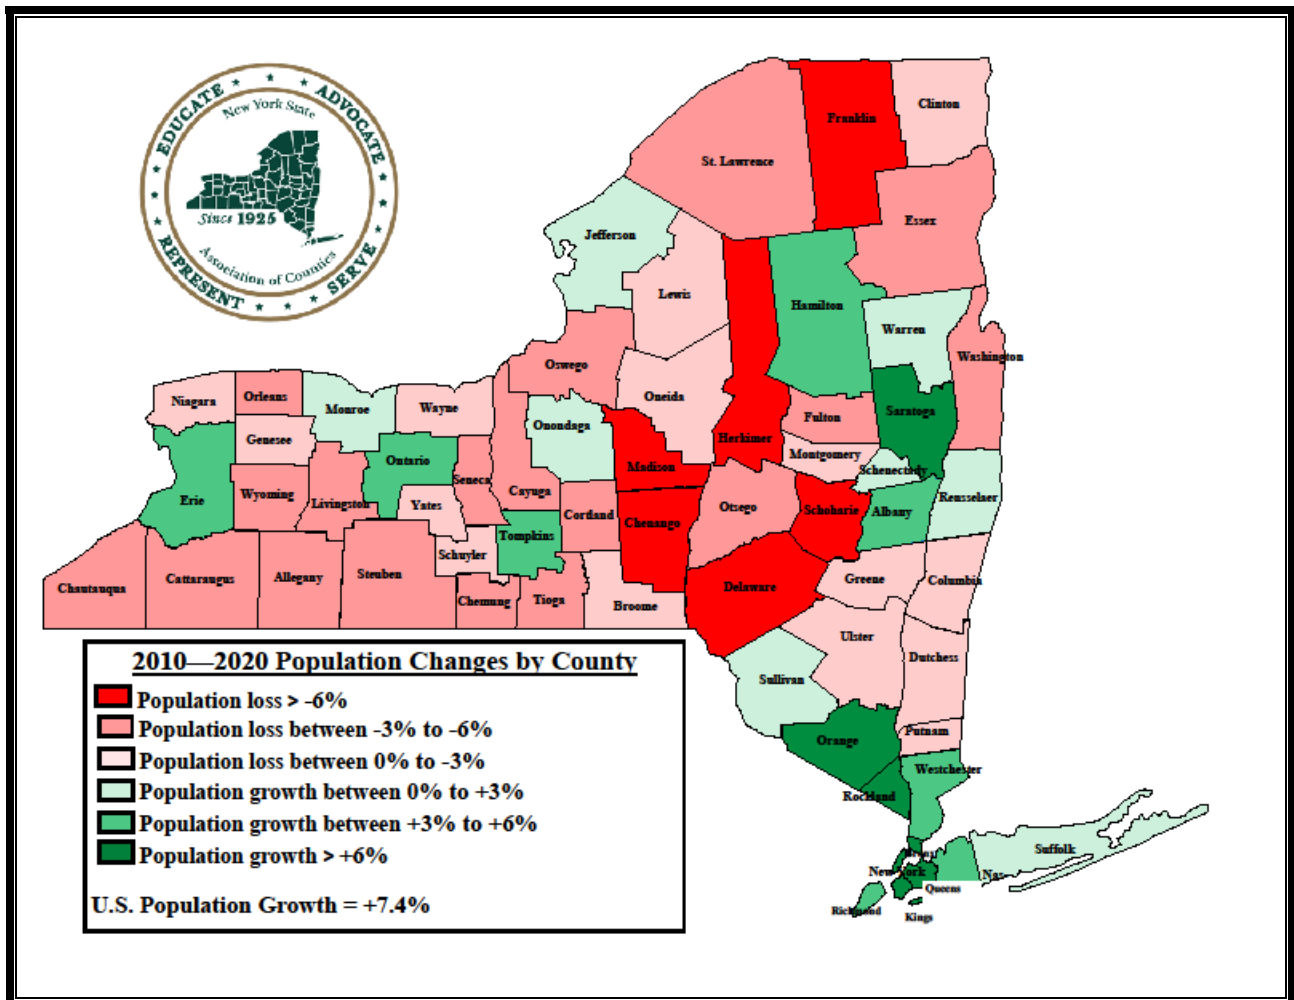 EDUCATE ★ ★ ★ ADVOCATE
New York State
Since 1925
Association of Counties
REPRESENT ★ ★ ★ SERVE
Clinton
Franklin
St. Lawrence
Essex
Jefferson
Lewis
Hamilton
Warren
Washington
Oswego
Oneida
Herkimer
Saratoga
Fulton
Niagara
Orleans
Monroe
Wayne
Onondaga
Genesee
Montgomery
Schenectady
Ontario
Madison
Seneca
Cayuga
Erie
Wyoming
Livingston
Yates
Cortland
Chenango
Otsego
Schoharie
Albany
Rensselaer
Tompkins
Schuyler
Chautauqua
Cattaraugus
Allegany
Steuben
Chemung
Tioga
Broome
Delaware
Greene
Columbia
Ulster
Dutchess
Sullivan
Putnam
Orange
Westchester
Rockland
Bronx
Suffolk
New York
Nas
Queens
Richmond
Kings
2010—2020 Population Changes by County
Population loss > -6%
Population loss between -3% to -6%
Population loss between 0% to -3%
Population growth between 0% to +3%
Population growth between +3% to +6%
Population growth > +6%
U.S. Population Growth = +7.4%